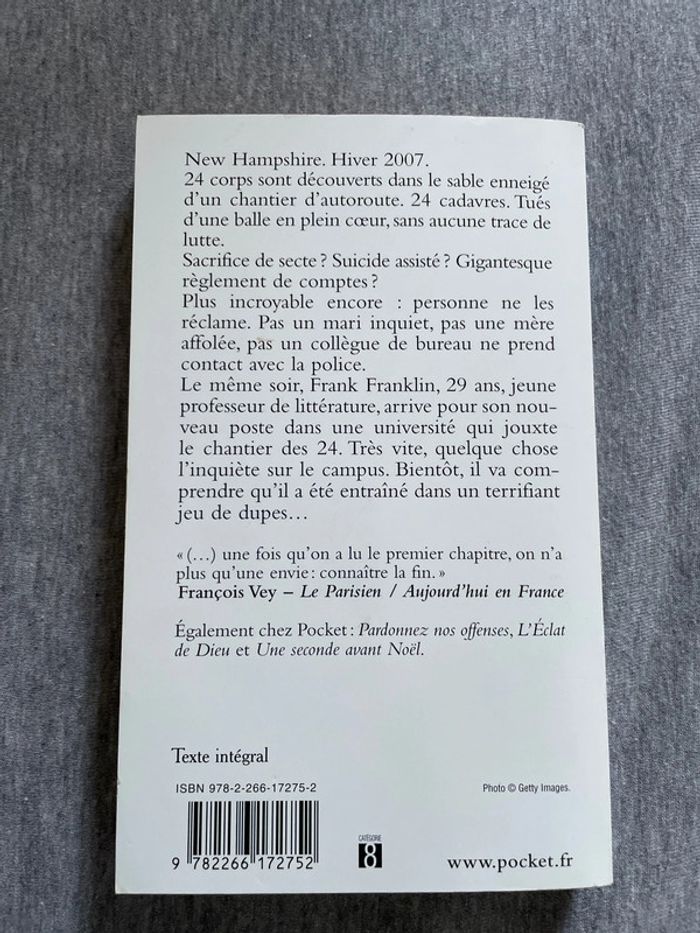 New Hampshire. Hiver 2007.
24 corps sont découverts dans le sable enneigé
d'un chantier d'autoroute. 24 cadavres. Tués
d'une balle en plein cœur, sans aucune trace de
lutte.
Sacrifice de secte ? Suicide assisté ? Gigantesque
règlement de comptes ?
Plus incroyable encore : personne ne les
réclame. Pas un mari inquiet, pas une mère
affolée, pas un collègue de bureau ne prend
contact avec la police.
Le même soir, Frank Franklin, 29 ans, jeune
professeur de littérature, arrive pour son nou-
veau poste dans une université qui jouxte
le chantier des 24. Très vite, quelque chose
l'inquiète sur le campus. Bientôt, il va com-
prendre qu'il a été entraîné dans un terrifiant
jeu de dupes…
« (…) une fois qu'on a lu le premier chapitre, on n'a
plus qu'une envie : connaître la fin. »
François Vey – Le Parisien / Aujourd'hui en France
Également chez Pocket : Pardonnez nos offenses, L'Éclat
de Dieu et Une seconde avant Noël.
Texte intégral
ISBN 978-2-266-17275-2
Photo © Getty Images.
9 782266 172752
CATÉGORIE
8
www.pocket.fr